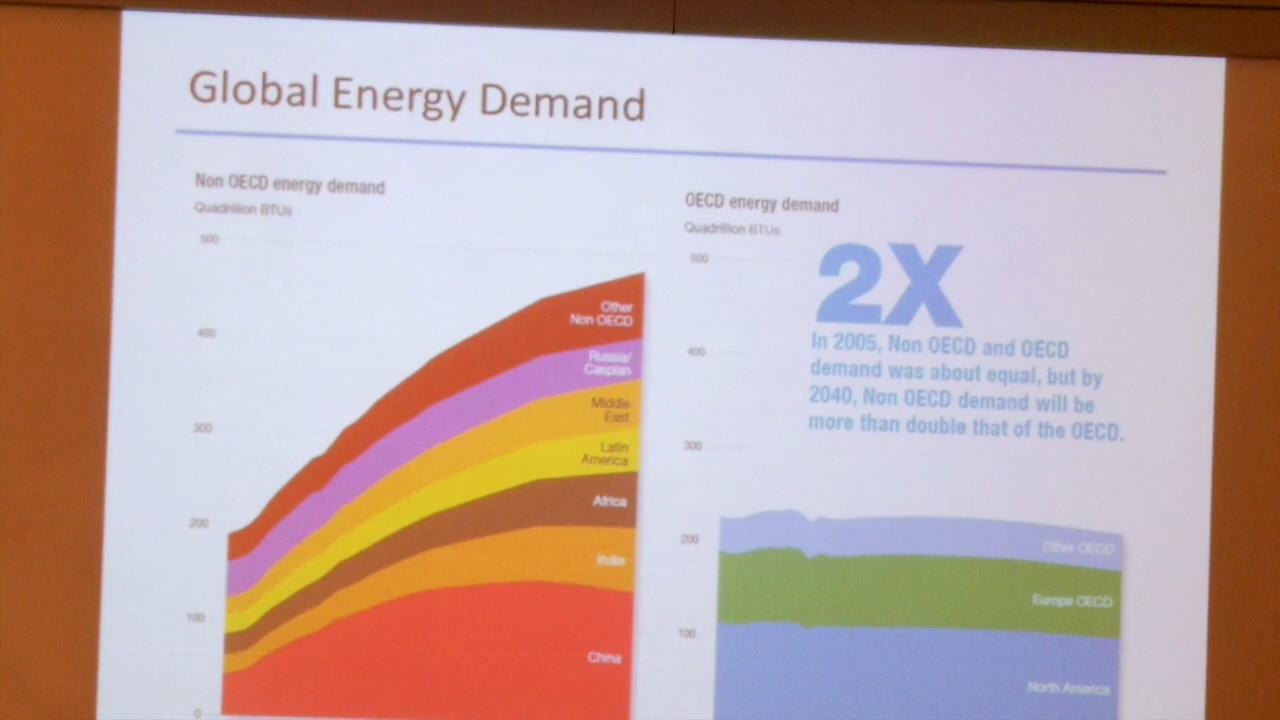 Global Energy Demand
Non OECD energy demand
Quadrillion BTUs
500
400
300
200
100
0
Other
Non OECD
Russia/
Caspian
Middle
East
Latin
America
Africa
India
China
OECD energy demand
Quadrillion BTUs
500
400
300
200
100
2X
In 2005, Non OECD and OECD
demand was about equal, but by
2040, Non OECD demand will be
more than double that of the OECD.
Other OECD
Europe OECD
North America